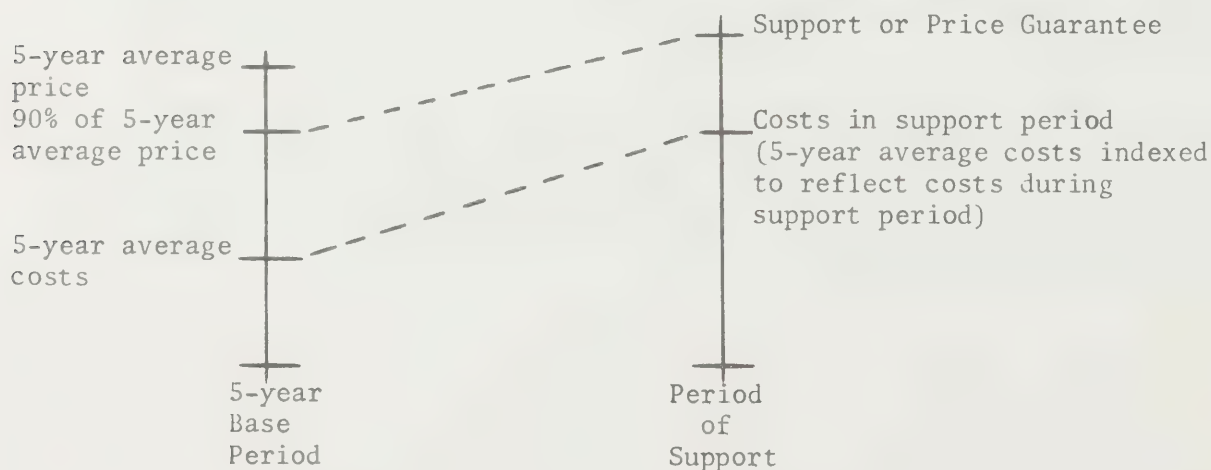 Support or Price Guarantee
5-year average
price
90% of 5-year
average price
Costs in support period
(5-year average costs indexed
to reflect costs during
support period)
5-year average
costs
5-year
Base
Period
Period
of
Support